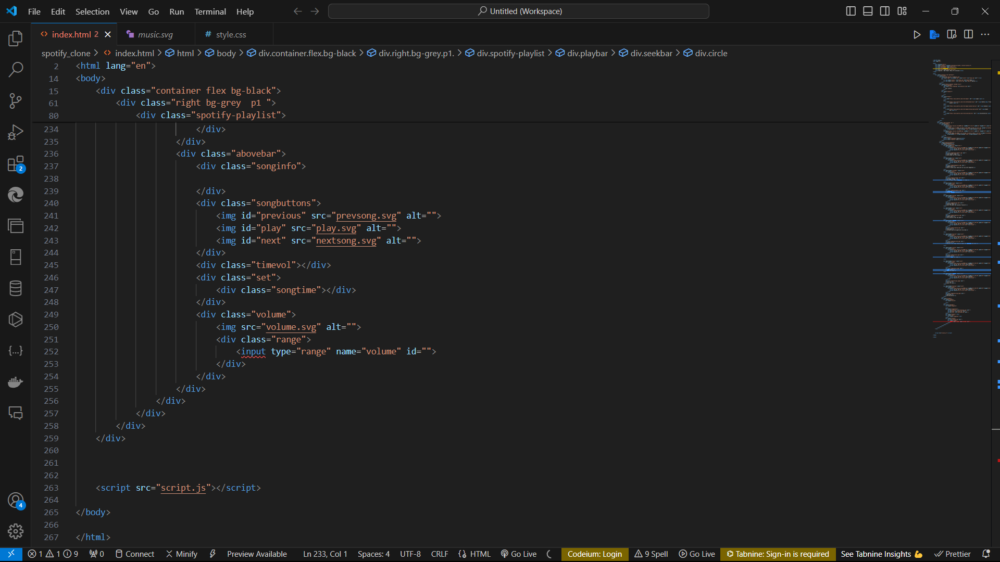 File Edit Selection View Go Run Terminal Help Untitled (Workspace)
index.html 2 music.svg # style.css
spotify_clone > index.html > html > body > div.container.flex.bg-black > div.right.bg-grey.p1. > div.spotify-playlist > div.playbar > div.seekbar > div.circle
2 <html lang="en">
14 <body>
15 <div class="container flex bg-black">
61 <div class="right bg-grey  p1 ">
80 <div class="spotify-playlist">
234 </div>
235 </div>
236 <div class="abovebar">
237 <div class="songinfo">
238
239 </div>
240 <div class="songbuttons">
241 <img id="previous" src="prevsong.svg" alt="">
242 <img id="play" src="play.svg" alt="">
243 <img id="next" src="nextsong.svg" alt="">
244 </div>
245 <div class="timevol"></div>
246 <div class="set">
247 <div class="songtime"></div>
248 </div>
249 <div class="volume">
250 <img src="volume.svg" alt="">
251 <div class="range">
252 <input type="range" name="volume" id="">
253 </div>
254 </div>
255 </div>
256 </div>
257 </div>
258 </div>
259 </div>
260
261
262
263 <script src="script.js"></script>
264
265 </body>
266
267 </html>
2
4
1 1 9 0 Connect Minify Preview Available Ln 233, Col 1 Spaces: 4 UTF-8 CRLF HTML Go Live Codeium: Login 9 Spell Go Live Tabnine: Sign-in is required See Tabnine Insights Prettier